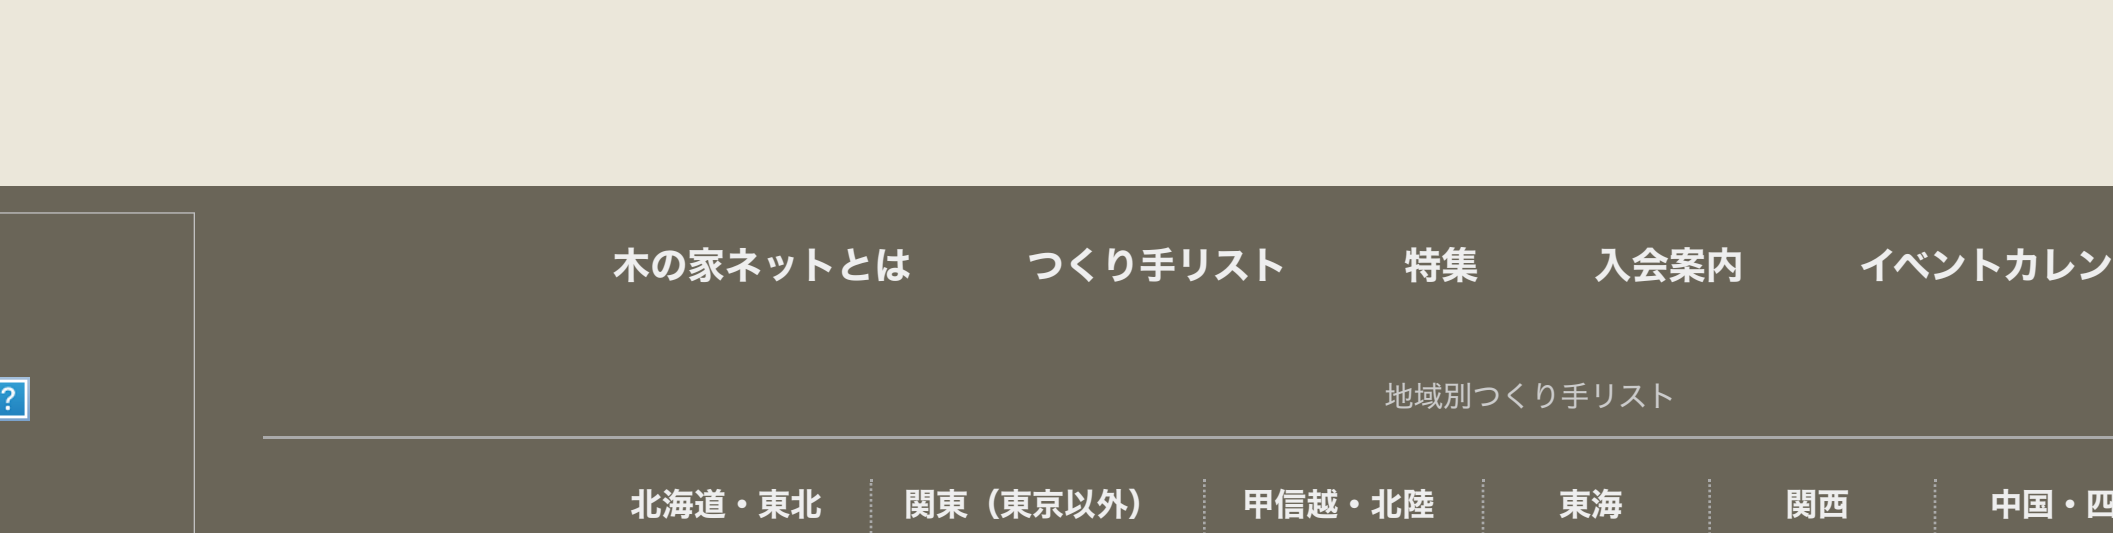 木の家ネットとは つくり手リスト 特集 入会案内 イベントカレン
地域別つくり手リスト
?
北海道・東北 関東（東京以外） 甲信越・北陸 東海 関西 中国・四